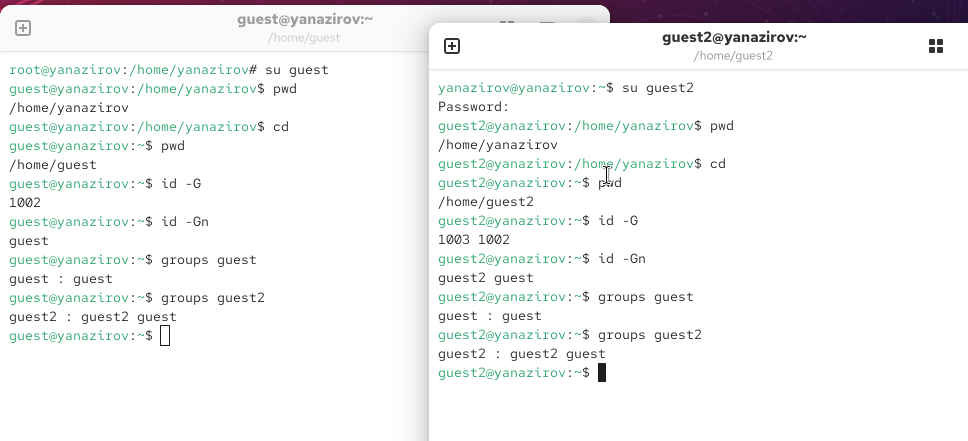 guest@yanazirov:~
/home/guest
root@yanazirov:/home/yanazirov# su guest
guest@yanazirov:/home/yanazirov$ pwd
/home/yanazirov
guest@yanazirov:/home/yanazirov$ cd
guest@yanazirov:~$ pwd
/home/guest
guest@yanazirov:~$ id -G
1002
guest@yanazirov:~$ id -Gn
guest
guest@yanazirov:~$ groups guest
guest : guest
guest@yanazirov:~$ groups guest2
guest2 : guest2 guest
guest@yanazirov:~$
guest2@yanazirov:~
/home/guest2
yanazirov@yanazirov:~$ su guest2
Password:
guest2@yanazirov:/home/yanazirov$ pwd
/home/yanazirov
guest2@yanazirov:/home/yanazirov$ cd
guest2@yanazirov:~$ pwd
/home/guest2
guest2@yanazirov:~$ id -G
1003 1002
guest2@yanazirov:~$ id -Gn
guest2 guest
guest2@yanazirov:~$ groups guest
guest : guest
guest2@yanazirov:~$ groups guest2
guest2 : guest2 guest
guest2@yanazirov:~$